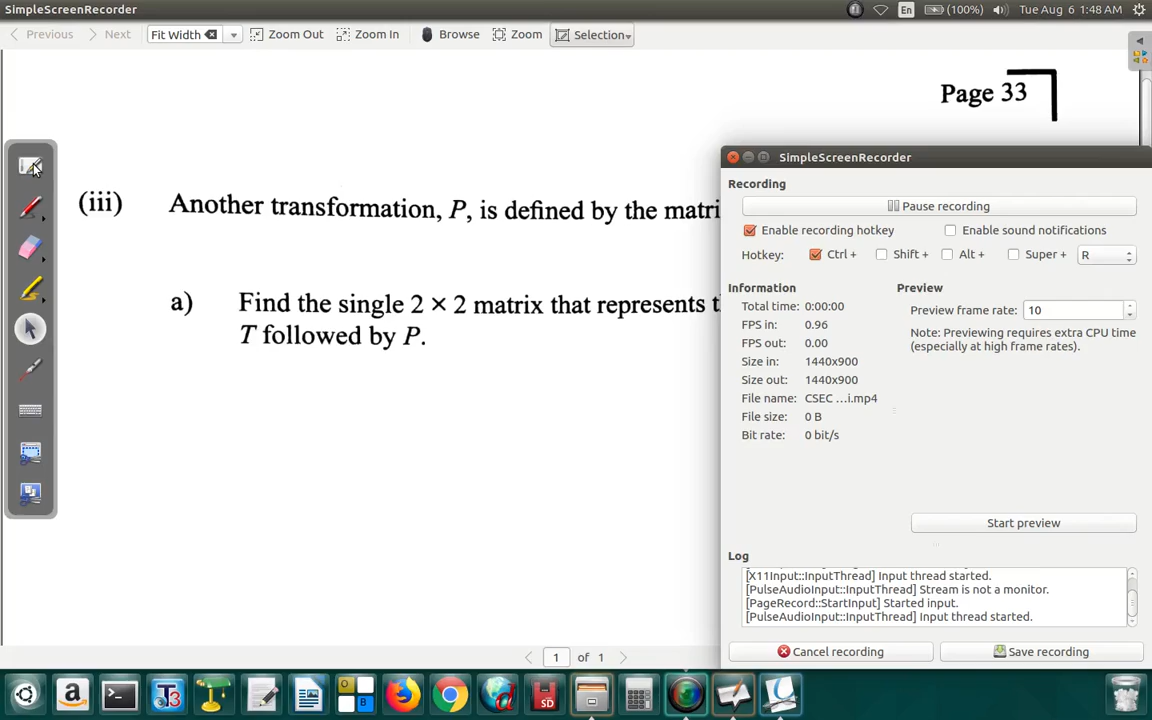 SimpleScreenRecorder
En
(100%)
Tue Aug 6 1:48 AM
Previous
Next
Fit Width
Zoom Out
Zoom In
Browse
Zoom
Selection
Page 33
(iii) Another transformation, P, is defined by the matri
a) Find the single 2 × 2 matrix that represents t
T followed by P.
SimpleScreenRecorder
Recording
Pause recording
Enable recording hotkey
Enable sound notifications
Hotkey: Ctrl + Shift + Alt + Super + R
Information
Total time: 0:00:00
FPS in: 0.96
FPS out: 0.00
Size in: 1440x900
Size out: 1440x900
File name: CSEC ...i.mp4
File size: 0 B
Bit rate: 0 bit/s
Preview
Preview frame rate: 10
Note: Previewing requires extra CPU time
(especially at high frame rates).
Start preview
Log
[X11Input::InputThread] Input thread started.
[PulseAudioInput::InputThread] Stream is not a monitor.
[PageRecord::StartInput] Started input.
[PulseAudioInput::InputThread] Input thread started.
Cancel recording
Save recording
1 of 1
SD